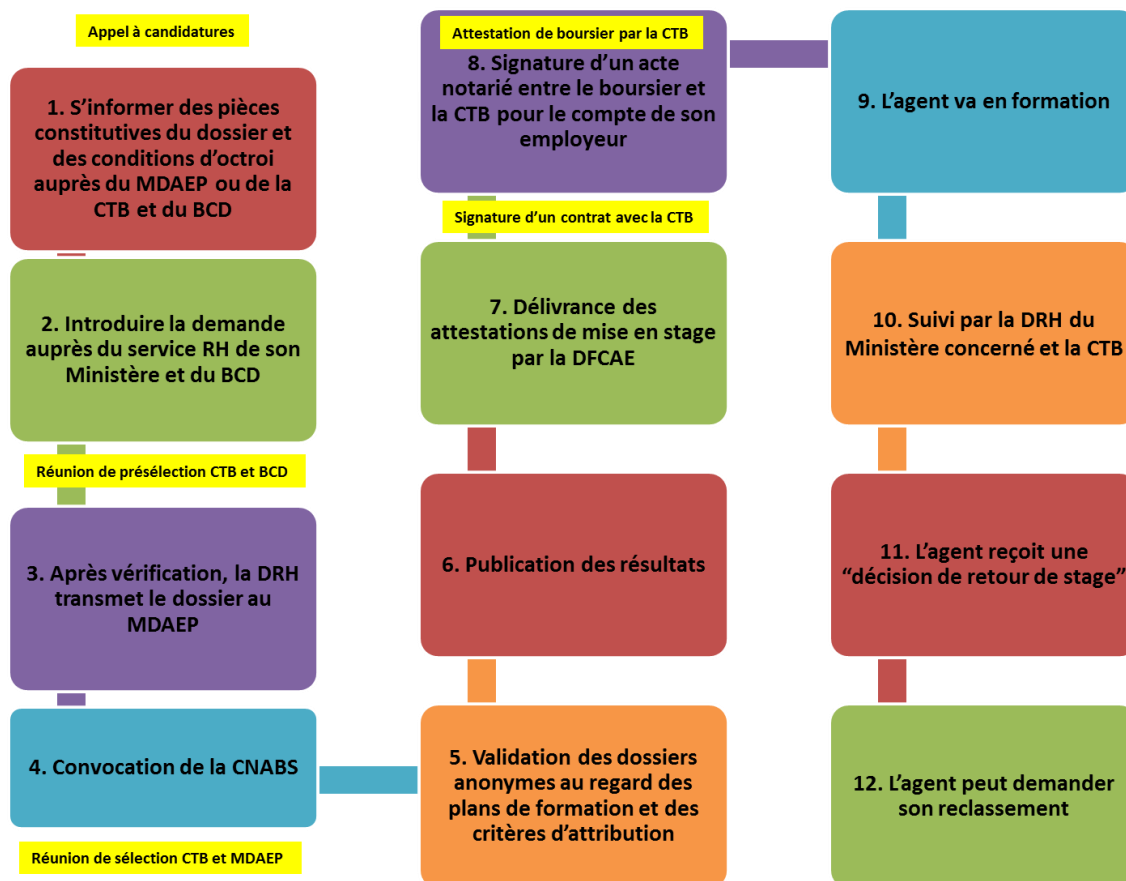 Appel à candidatures
1. S’informer des pièces
constitutives du dossier et
des conditions d’octroi
auprès du MDAEP ou de la
CTB et du BCD
2. Introduire la demande
auprès du service RH de son
Ministère et du BCD
Réunion de présélection CTB et BCD
3. Après vérification, la DRH
transmet le dossier au
MDAEP
4. Convocation de la CNABS
Réunion de sélection CTB et MDAEP
5. Validation des dossiers
anonymes au regard des
plans de formation et des
critères d’attribution
6. Publication des résultats
7. Délivrance des
attestations de mise en stage
par la DFCAE
Signature d’un contrat avec la CTB
Attestation de boursier par la CTB
8. Signature d’un acte
notarié entre le boursier et
la CTB pour le compte de son
employeur
9. L’agent va en formation
10. Suivi par la DRH du
Ministère concerné et la CTB
11. L’agent reçoit une
“décision de retour de stage”
12. L’agent peut demander
son reclassement